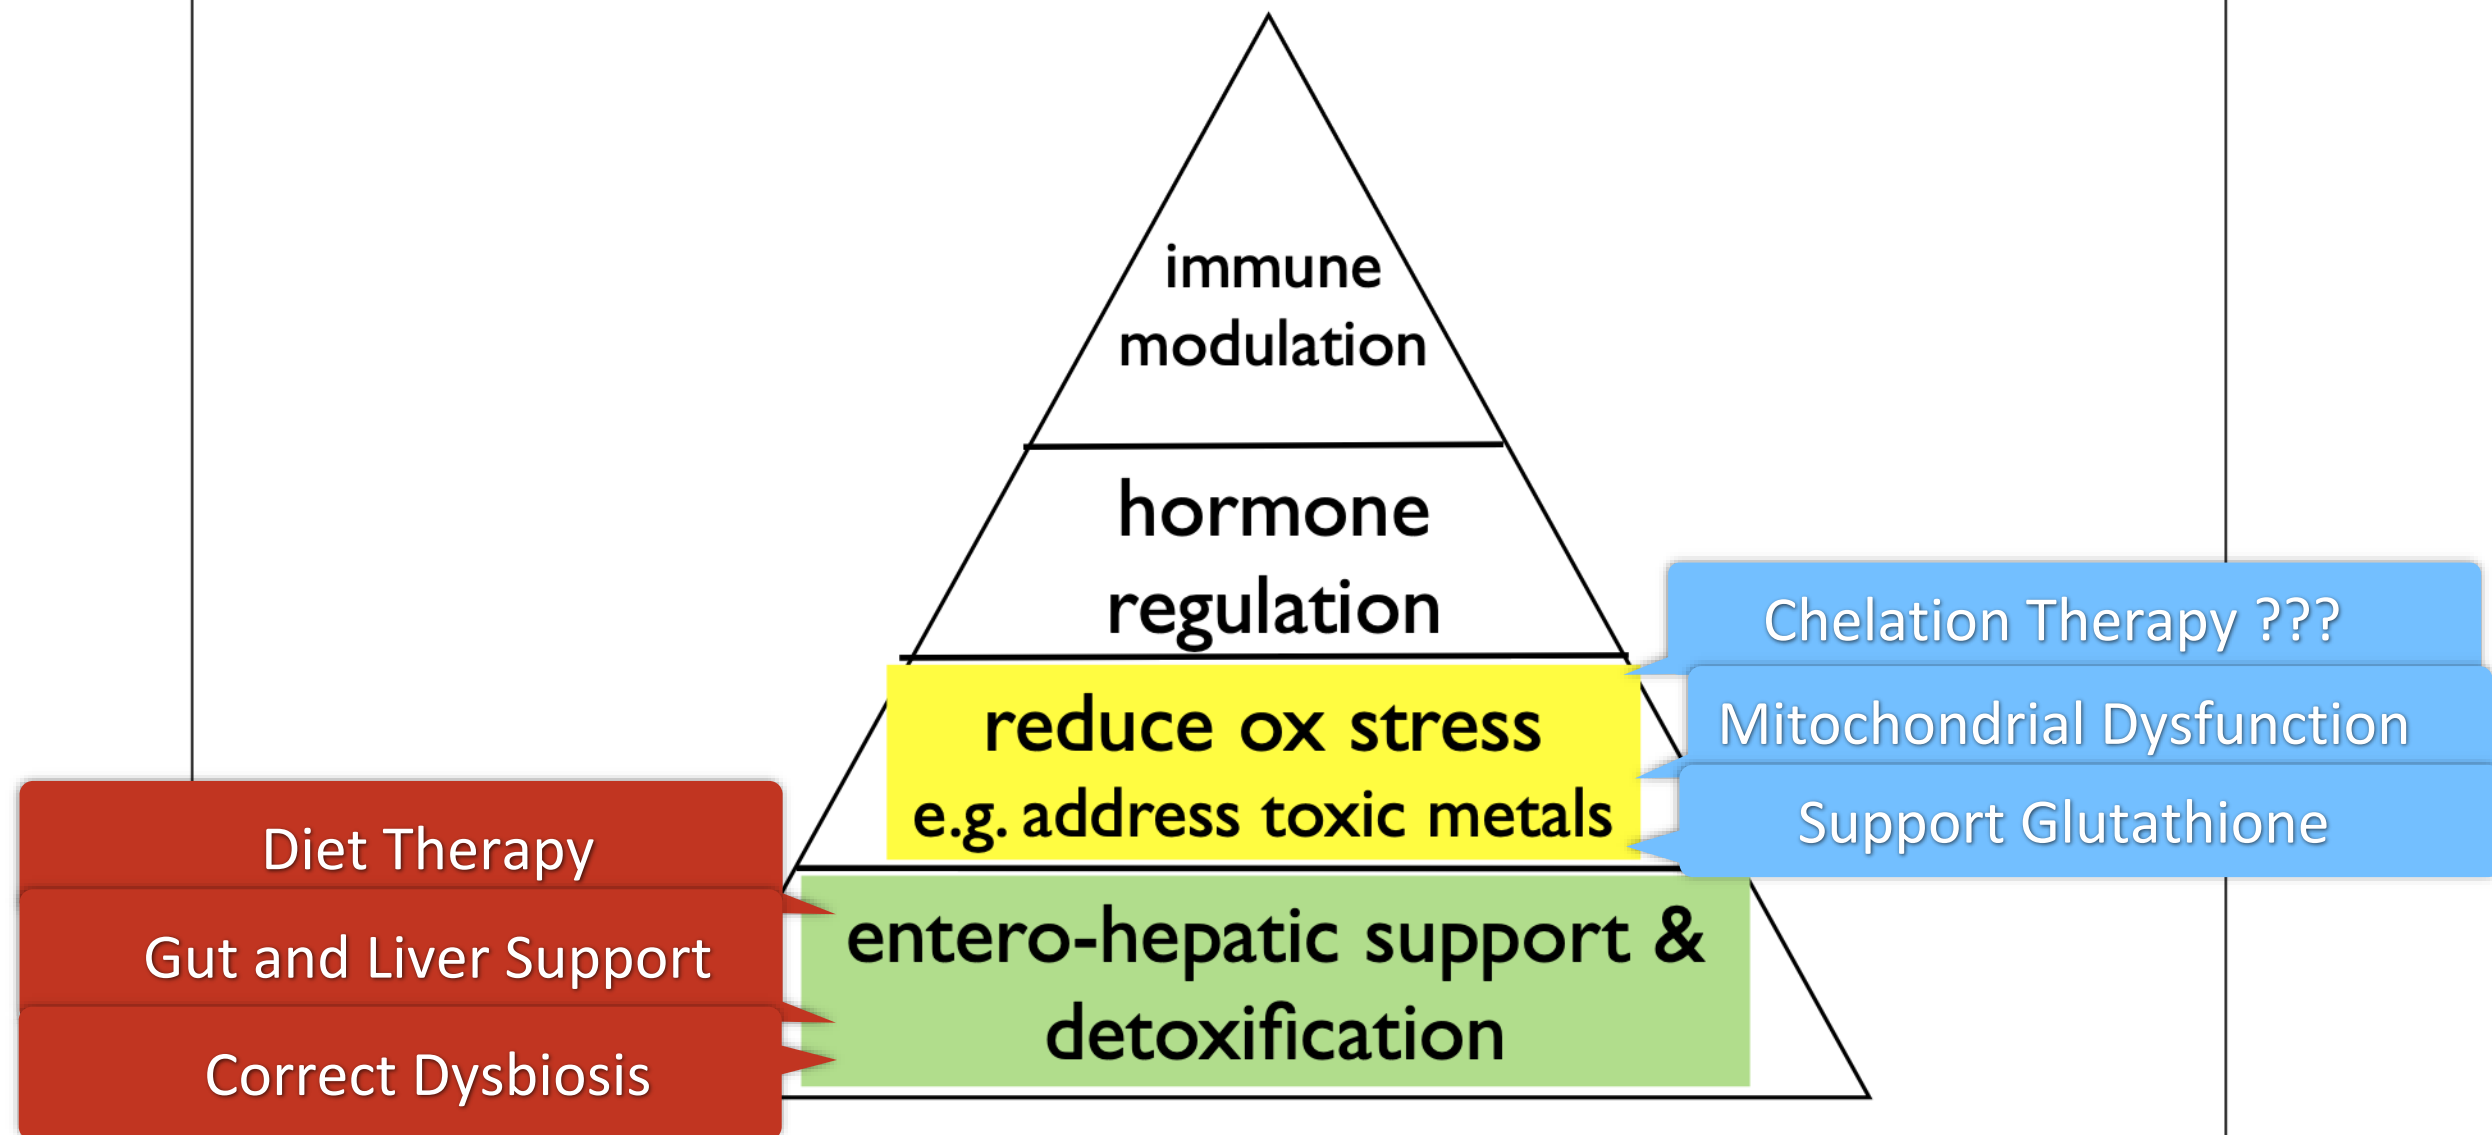 immune
modulation
hormone
regulation
Chelation Therapy ???
reduce ox stress
Mitochondrial Dysfunction
e.g. address toxic metals
Support Glutathione
Diet Therapy
entero-hepatic support &
Gut and Liver Support
detoxification
Correct Dysbiosis